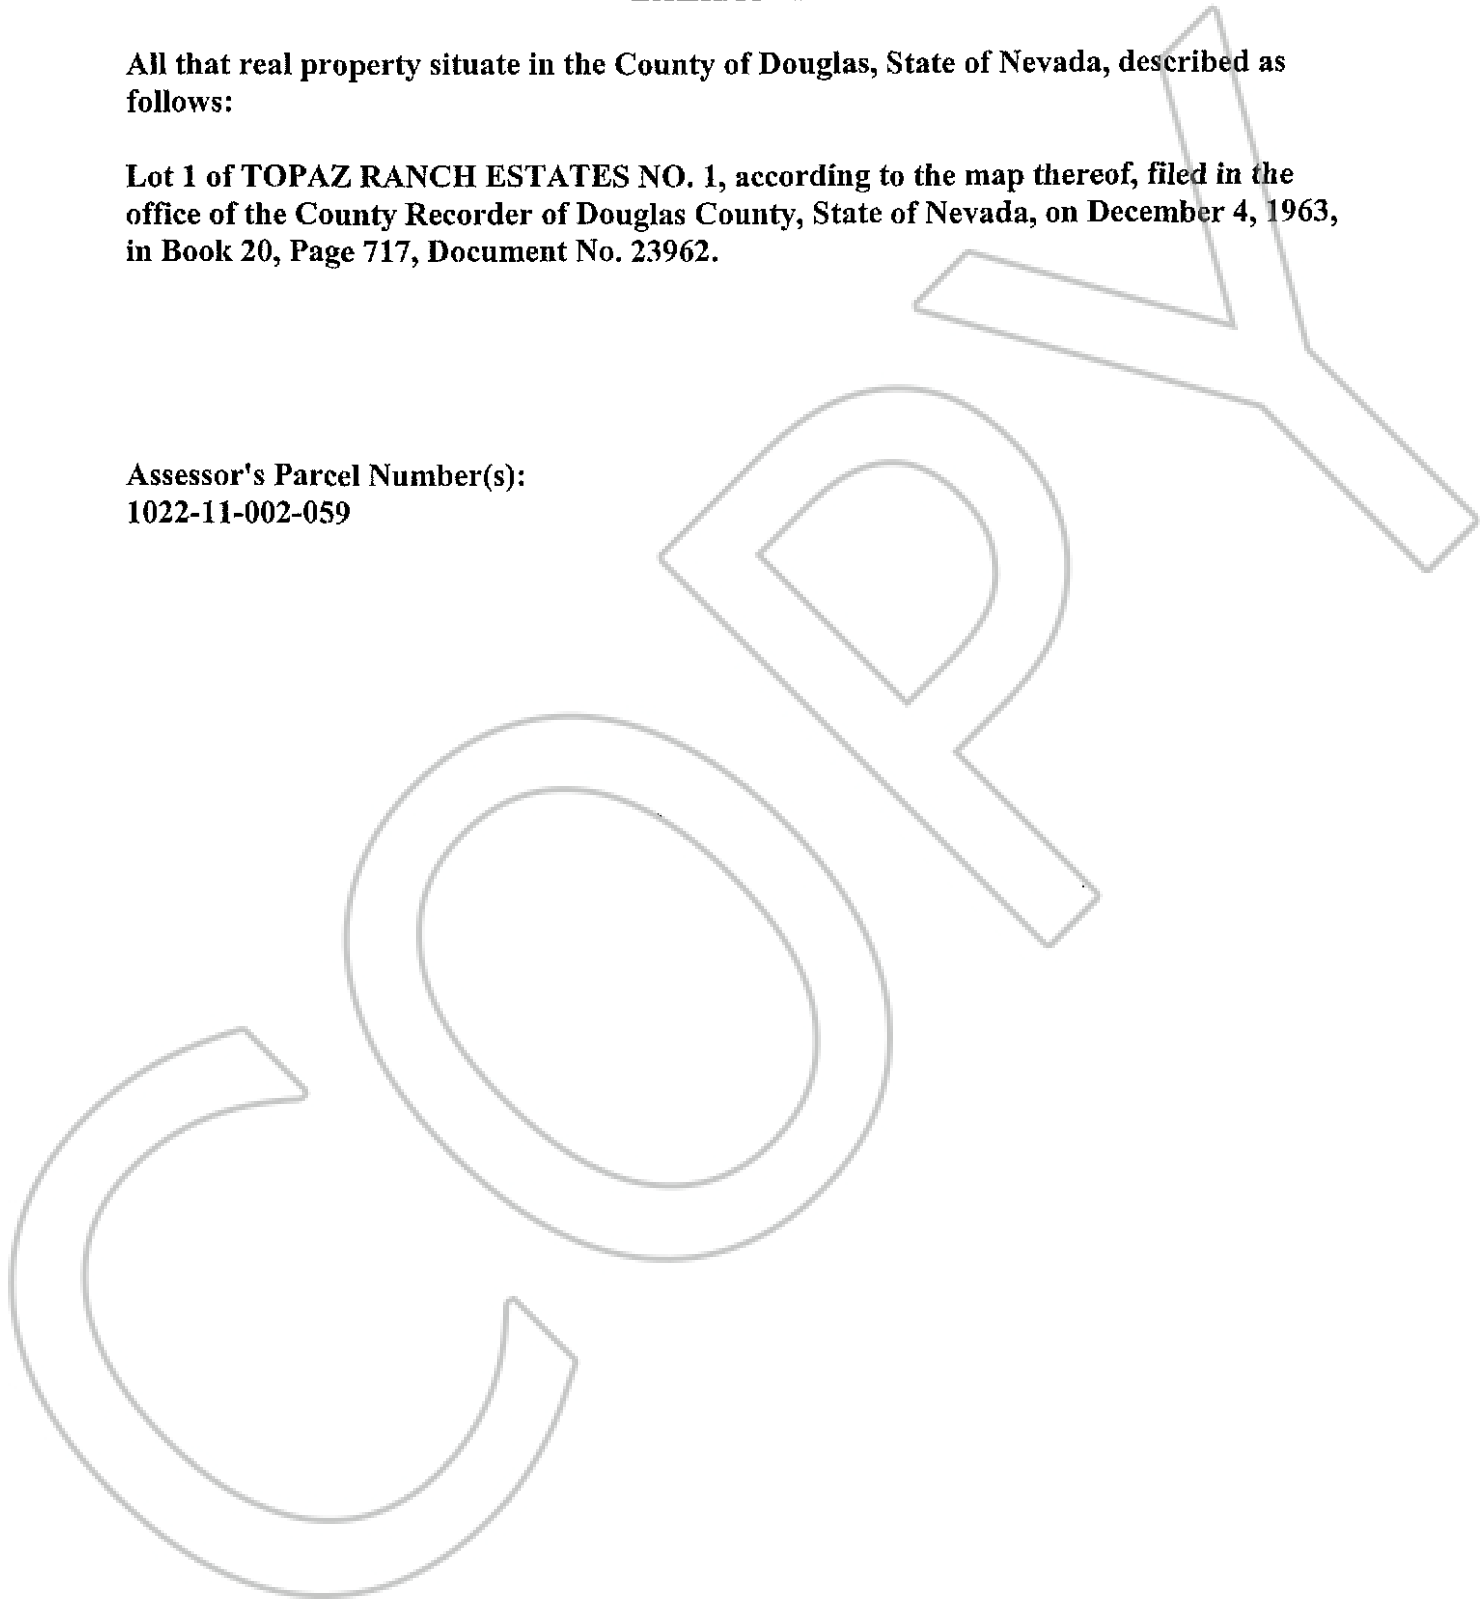 All that real property situate in the County of Douglas, State of Nevada, described as
follows:
Lot 1 of TOPAZ RANCH ESTATES NO. 1, according to the map thereof, filed in the
office of the County Recorder of Douglas County, State of Nevada, on December 4, 1963,
in Book 20, Page 717, Document No. 23962.
Assessor's Parcel Number(s):
1022-11-002-059
COPY